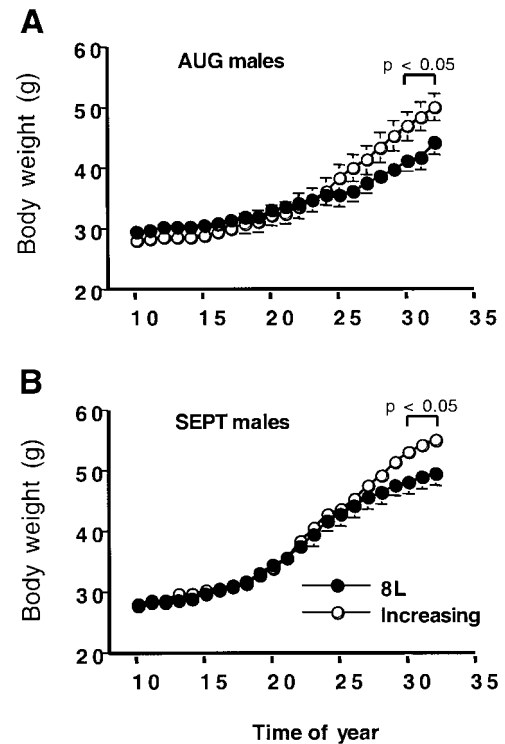 A
AUG males
p < 0.05
Body weight (g)
60
50
40
30
20
10 15 20 25 30 35
B
SEPT males
p < 0.05
Body weight (g)
60
50
40
30
20
8L
Increasing
10 15 20 25 30 35
Time of year